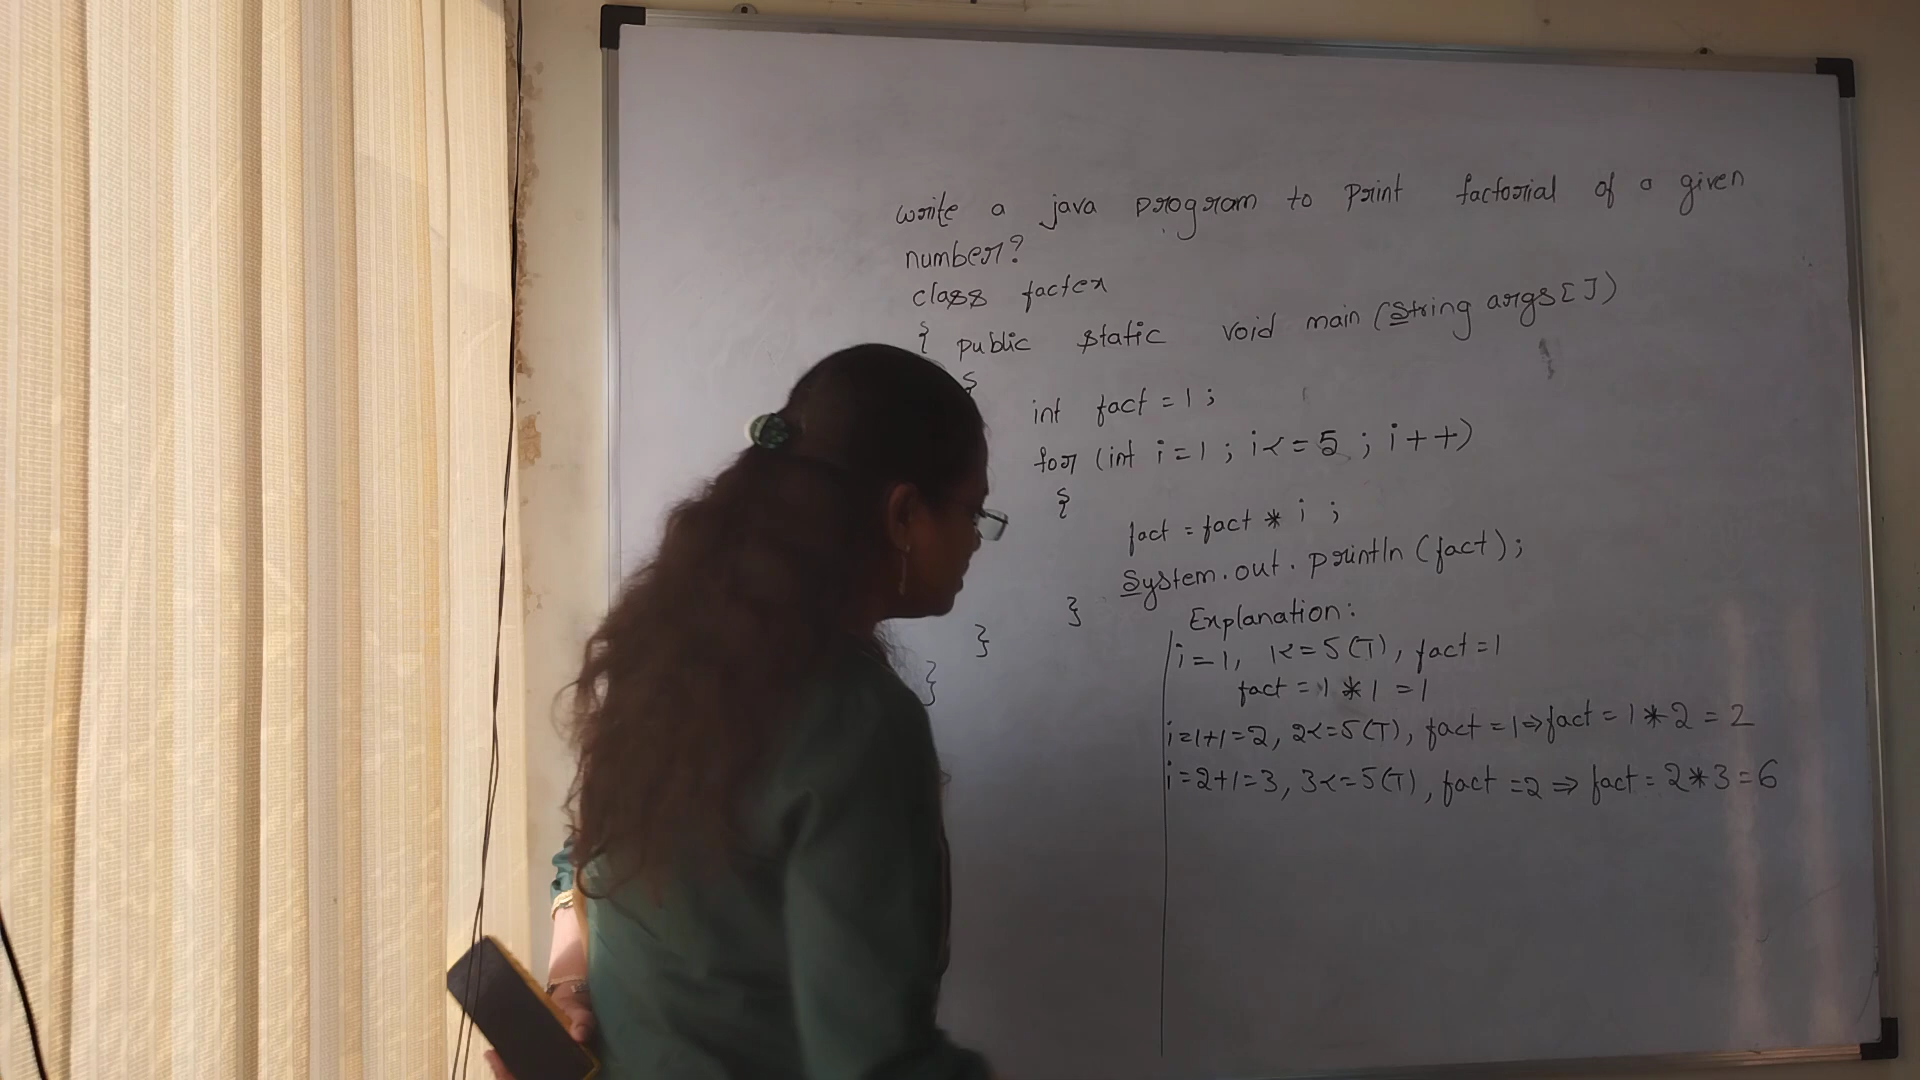 write a java program to print factorial of a given
number?
class factex
{ public static void main (String args[])
{
int fact = 1 ;
for (int i = 1 ; i <= 5 ; i + +)
{
fact = fact * i ;
System.out.println (fact) ;
}
Explanation:
}
i = 1, 1 <= 5 (T), fact = 1
}
fact = 1 * 1 = 1
i=1+1=2, 2<=5(T), fact = 1 ⇒ fact = 1 * 2 = 2
i = 2+1=3, 3<=5(T), fact = 2 ⇒ fact = 2 * 3 = 6